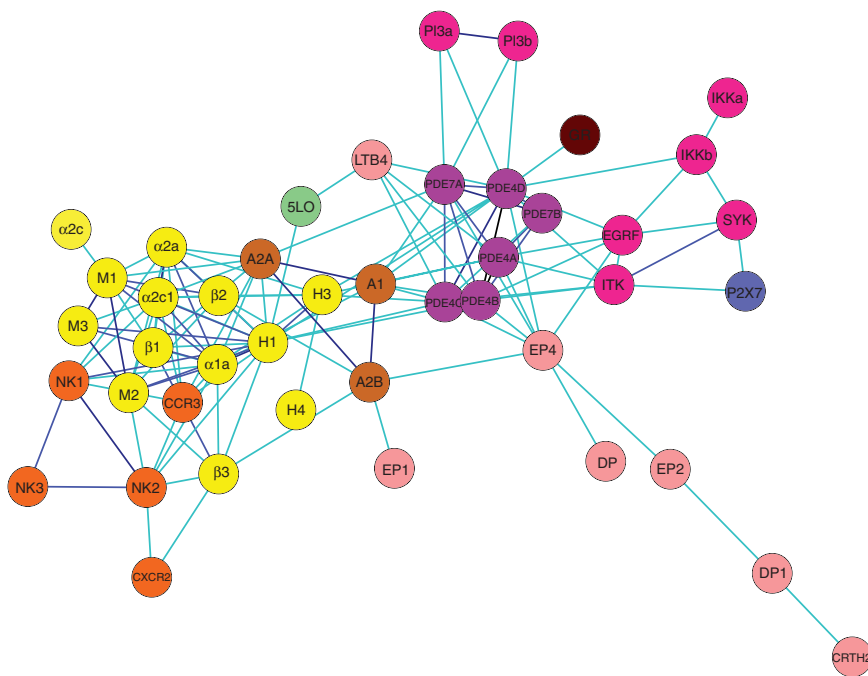 PI3a
PI3b
IKKa
LTB4
IKKb
PDE7A
PDE4D
5LO
PDE7B
SYK
α2c
α2a
EGRF
A2A
PDE4A
M1
A1
ITK
P2X7
α2c1
β2
H3
PDE4B
M3
H1
β1
EP4
α1a
NK1
A2B
M2
CCR3
H4
DP
EP1
EP2
β3
NK3
NK2
CXCR2
DP1
CRTH2